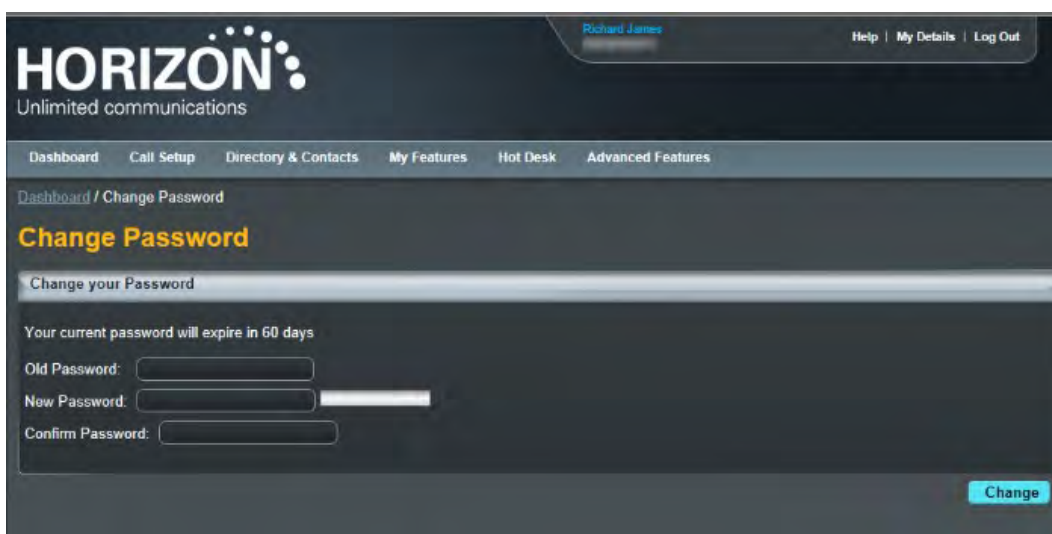 Richard James
Help | My Details | Log Out
HORIZON
Unlimited communications
Dashboard Call Setup Directory & Contacts My Features Hot Desk Advanced Features
Dashboard / Change Password
Change Password
Change your Password
Your current password will expire in 60 days
Old Password:
New Password:
Confirm Password:
Change